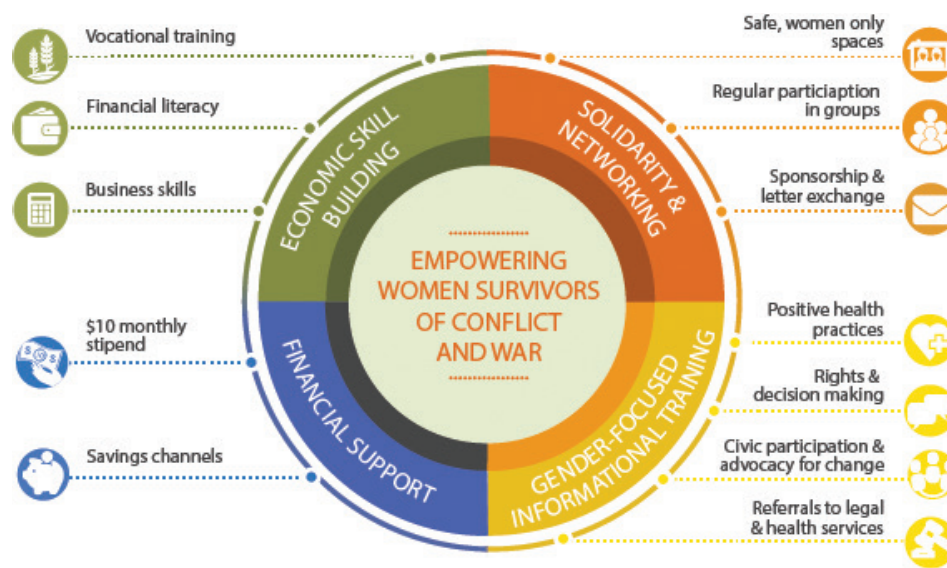 Vocational training
Financial literacy
Business skills
$10 monthly
stipend
Savings channels
ECONOMIC SKILL
BUILDING
SOLIDARITY &
NETWORKING
FINANCIAL SUPPORT
GENDER-FOCUSED
INFORMATIONAL TRAINING
EMPOWERING
WOMEN SURVIVORS
OF CONFLICT
AND WAR
Safe, women only
spaces
Regular particiaption
in groups
Sponsorship &
letter exchange
Positive health
practices
Rights &
decision making
Civic participation &
advocacy for change
Referrals to legal
& health services